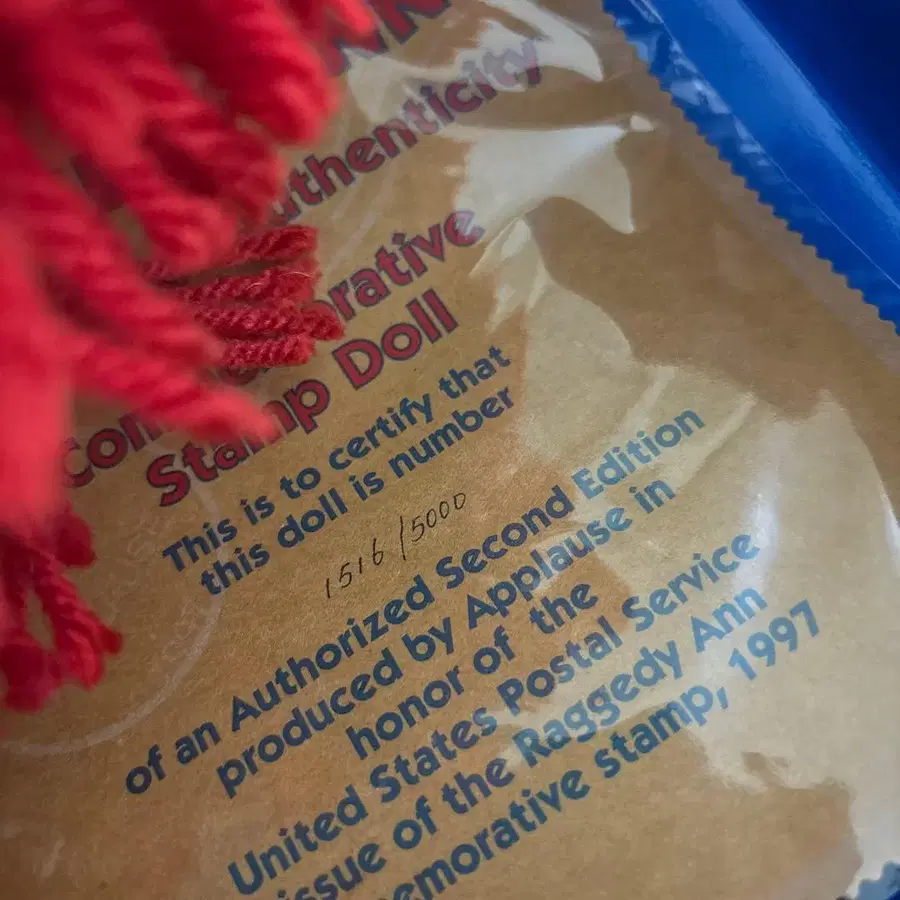 uthenticity
Com orative
Stamp Doll
This is to certify that
this doll is number
1516/5000
of an Authorized Second Edition
produced by Applause in
honor of the
United States Postal Service
issue of the Raggedy Ann
memorative stamp, 1997